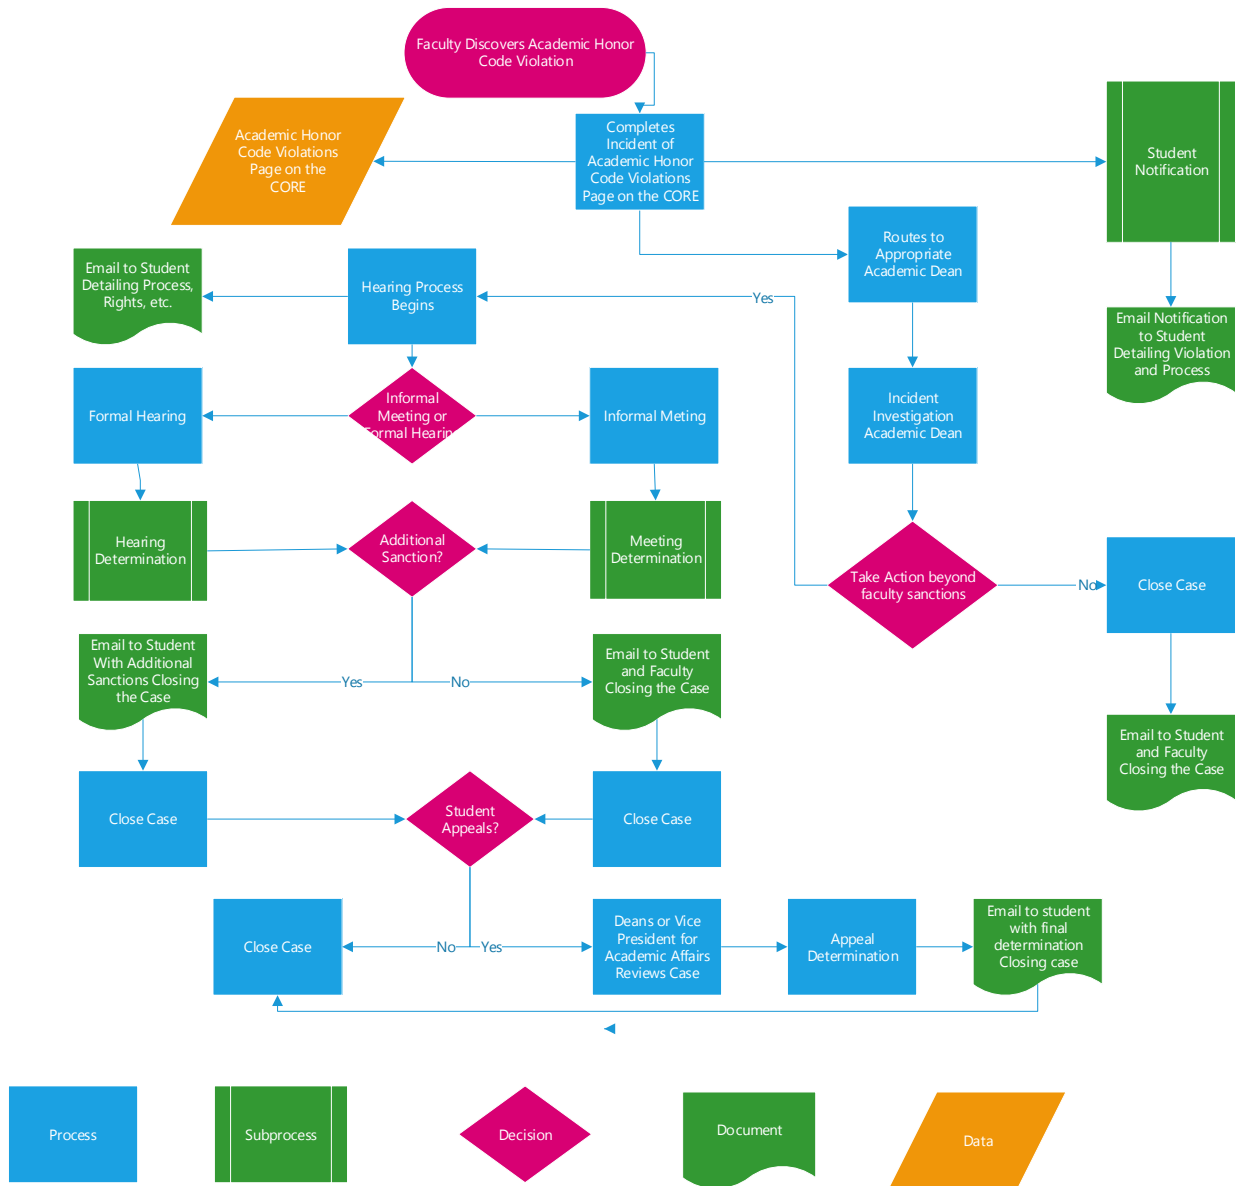 Faculty Discovers Academic Honor
Code Violation
Academic Honor
Code Violations
Page on the
CORE
Completes
Incident of
Academic Honor
Code Violations
Page on the CORE
Student
Notification
Routes to
Appropriate
Academic Dean
Email to Student
Detailing Process,
Rights, etc.
Hearing Process
Begins
Yes
Email Notification
to Student
Detailing Violation
and Process
Formal Hearing
Informal
Meeting or
Formal Hearing
Informal Meting
Incident
Investigation
Academic Dean
Hearing
Determination
Additional
Sanction?
Meeting
Determination
Take Action beyond
faculty sanctions
No
Close Case
Email to Student
With Additional
Sanctions Closing
the Case
Yes
No
Email to Student
and Faculty
Closing the Case
Email to Student
and Faculty
Closing the Case
Close Case
Student
Appeals?
Close Case
Close Case
No
Yes
Deans or Vice
President for
Academic Affairs
Reviews Case
Appeal
Determination
Email to student
with final
determination
Closing case
Process
Subprocess
Decision
Document
Data